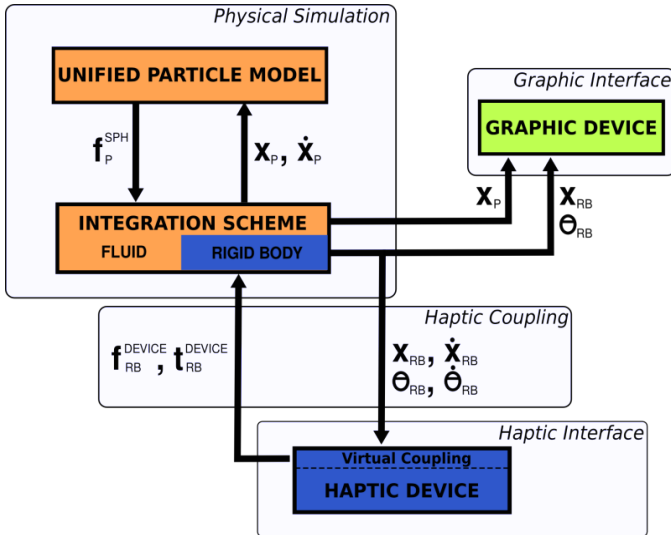 Physical Simulation
UNIFIED PARTICLE MODEL
Graphic Interface
GRAPHIC DEVICE
f_P^SPH
x_P, ẋ_P
x_P
x_RB
Θ_RB
INTEGRATION SCHEME
FLUID
RIGID BODY
Haptic Coupling
f_RB^DEVICE, t_RB^DEVICE
x_RB, ẋ_RB
Θ_RB, Θ̇_RB
Haptic Interface
Virtual Coupling
HAPTIC DEVICE